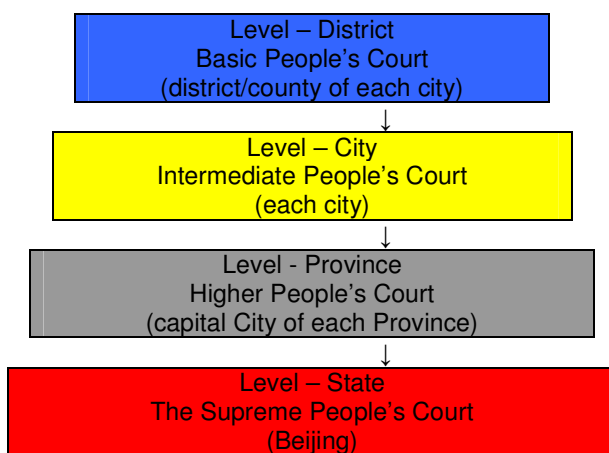 Level – District
Basic People's Court
(district/county of each city)
↓
Level – City
Intermediate People's Court
(each city)
↓
Level - Province
Higher People's Court
(capital City of each Province)
↓
Level – State
The Supreme People's Court
(Beijing)